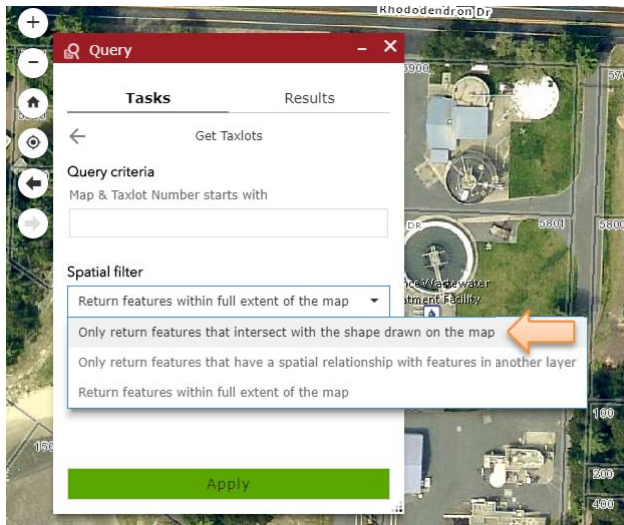 Rhododendron Dr
Query
5900
Tasks
Results
Get Taxlots
Query criteria
Map & Taxlot Number starts with
DR
5801
5800
Spatial filter
Return features within full extent of the map
Only return features that intersect with the shape drawn on the map
Only return features that have a spatial relationship with features in another layer
Return features within full extent of the map
100
200
400
Apply